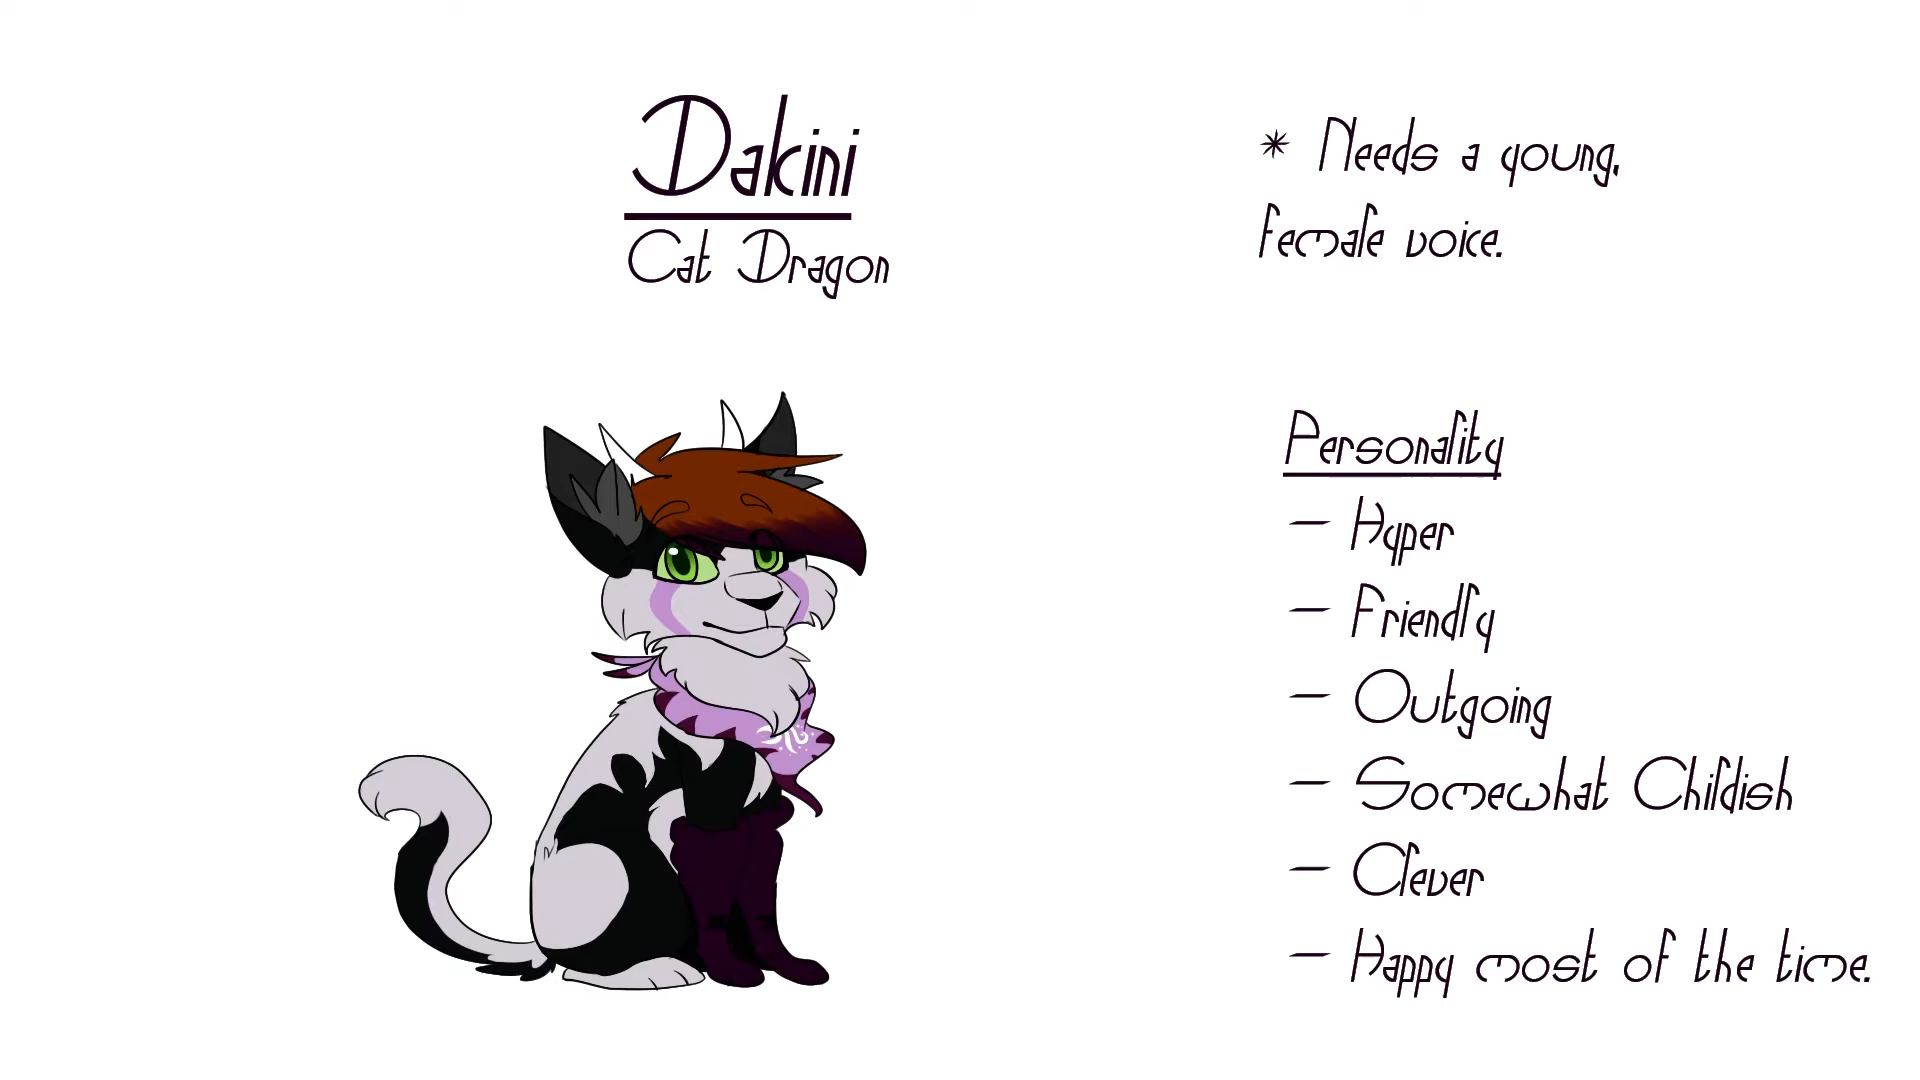 Dakini
Cat Dragon
* Needs a young,
female voice.
Personality
- Hyper
- Friendly
- Outgoing
- Somewhat Childish
- Clever
- Happy most of the time.